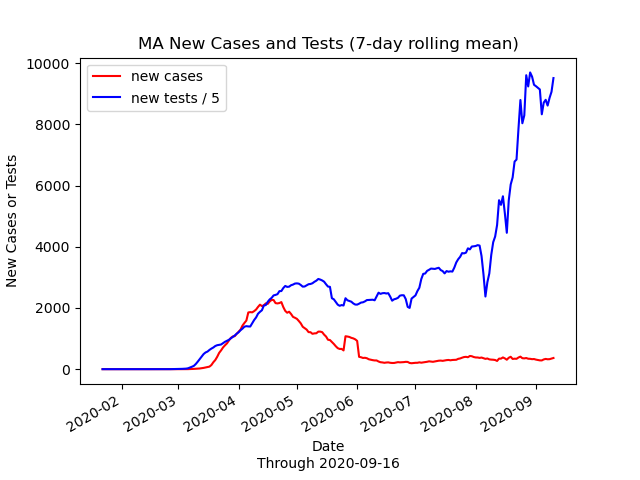 MA New Cases and Tests (7-day rolling mean)
new cases
new tests / 5
10000
8000
6000
4000
2000
0
New Cases or Tests
2020-02
2020-03
2020-04
2020-05
2020-06
2020-07
2020-08
2020-09
Date
Through 2020-09-16